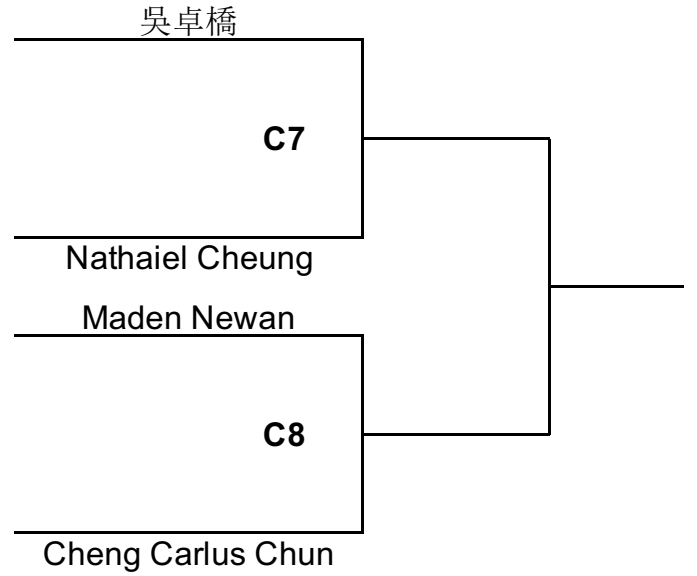 吳卓橋
C7
Nathaiel Cheung
Maden Newan
C8
Cheng Carlus Chun